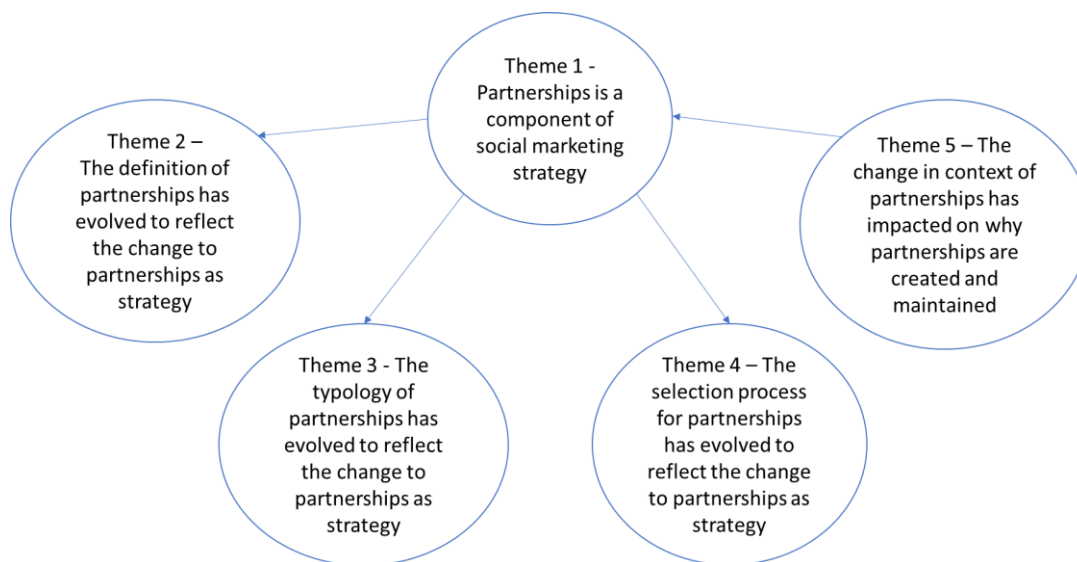 Theme 1 -
Partnerships is a
component of
social marketing
strategy
Theme 2 –
The definition of
partnerships has
evolved to reflect
the change to
partnerships as
strategy
Theme 5 – The
change in context of
partnerships has
impacted on why
partnerships are
created and
maintained
Theme 3 - The
typology of
partnerships has
evolved to reflect
the change to
partnerships as
strategy
Theme 4 – The
selection process
for partnerships
has evolved to
reflect the change
to partnerships as
strategy